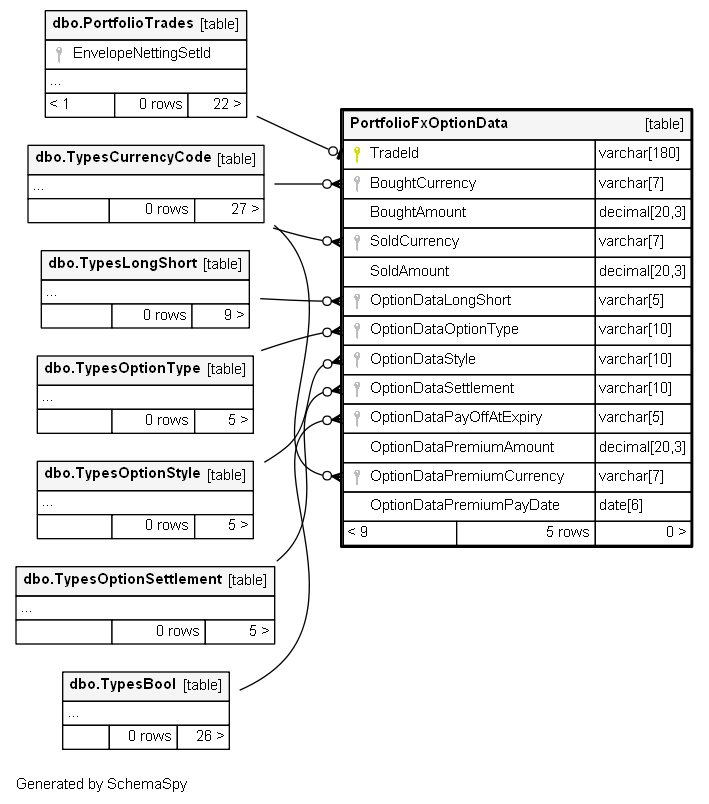 dbo.PortfolioTrades [table]
EnvelopeNettingSetId
...
< 1 0 rows 22 >
dbo.TypesCurrencyCode [table]
...
0 rows 27 >
dbo.TypesLongShort [table]
...
0 rows 9 >
dbo.TypesOptionType [table]
...
0 rows 5 >
dbo.TypesOptionStyle [table]
...
0 rows 5 >
dbo.TypesOptionSettlement [table]
...
0 rows 5 >
dbo.TypesBool [table]
...
0 rows 26 >
PortfolioFxOptionData [table]
TradeId varchar[180]
BoughtCurrency varchar[7]
BoughtAmount decimal[20,3]
SoldCurrency varchar[7]
SoldAmount decimal[20,3]
OptionDataLongShort varchar[5]
OptionDataOptionType varchar[10]
OptionDataStyle varchar[10]
OptionDataSettlement varchar[10]
OptionDataPayOffAtExpiry varchar[5]
OptionDataPremiumAmount decimal[20,3]
OptionDataPremiumCurrency varchar[7]
OptionDataPremiumPayDate date[6]
< 9 5 rows 0 >
Generated by SchemaSpy